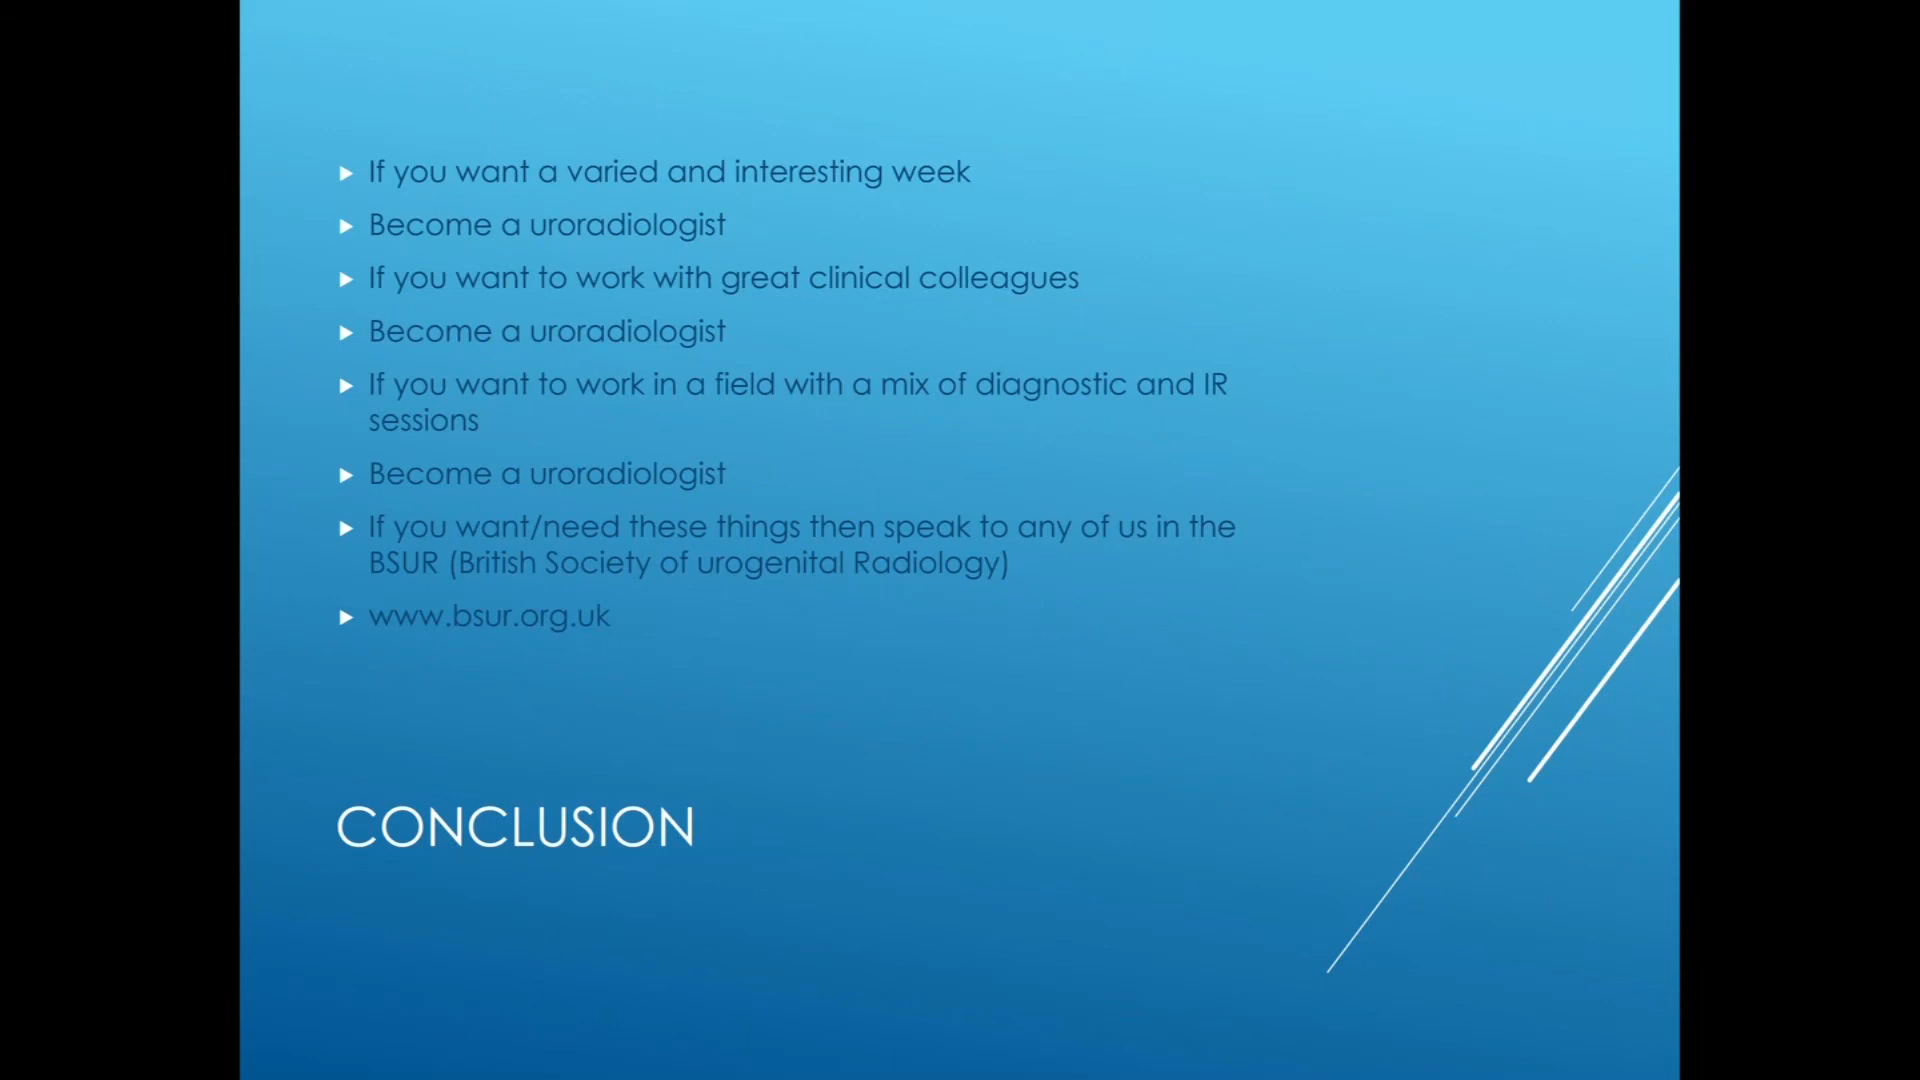 If you want a varied and interesting week
Become a uroradiologist
If you want to work with great clinical colleagues
Become a uroradiologist
If you want to work in a field with a mix of diagnostic and IR
sessions
Become a uroradiologist
If you want/need these things then speak to any of us in the
BSUR (British Society of urogenital Radiology)
www.bsur.org.uk
CONCLUSION